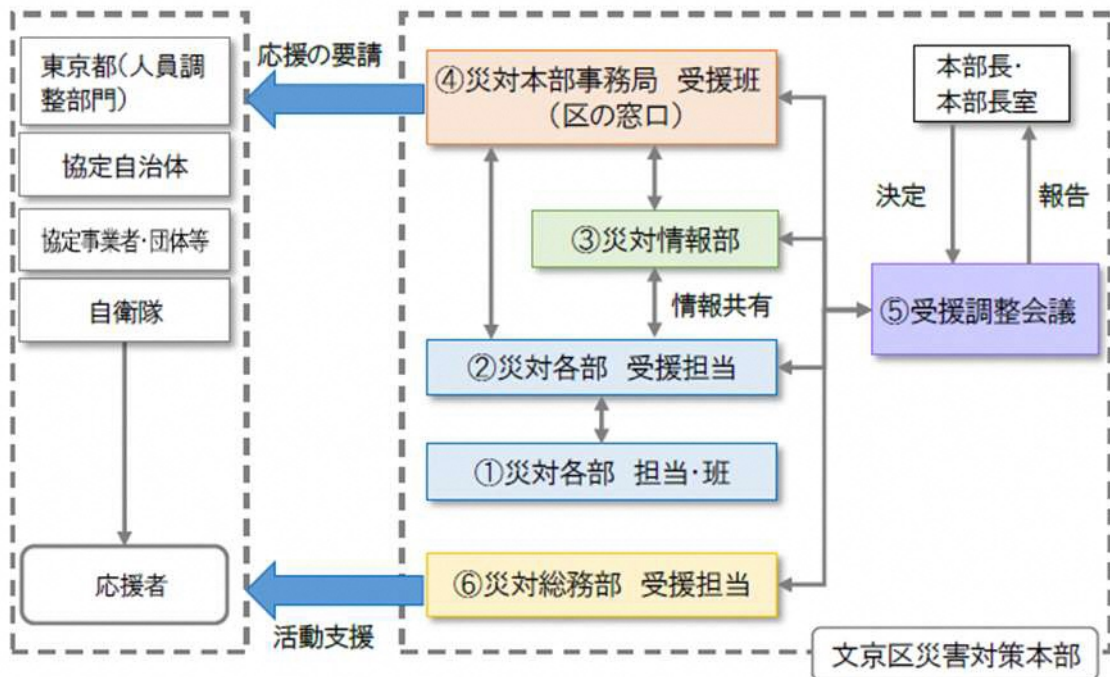 東京都(人員調
整部門)
協定自治体
協定事業者・団体等
自衛隊
応援者
応援の要請
活動支援
④災対本部事務局 受援班
(区の窓口)
③災対情報部
情報共有
②災対各部 受援担当
①災対各部 担当・班
⑥災対総務部 受援担当
本部長・
本部長室
決定
報告
⑤受援調整会議
文京区災害対策本部